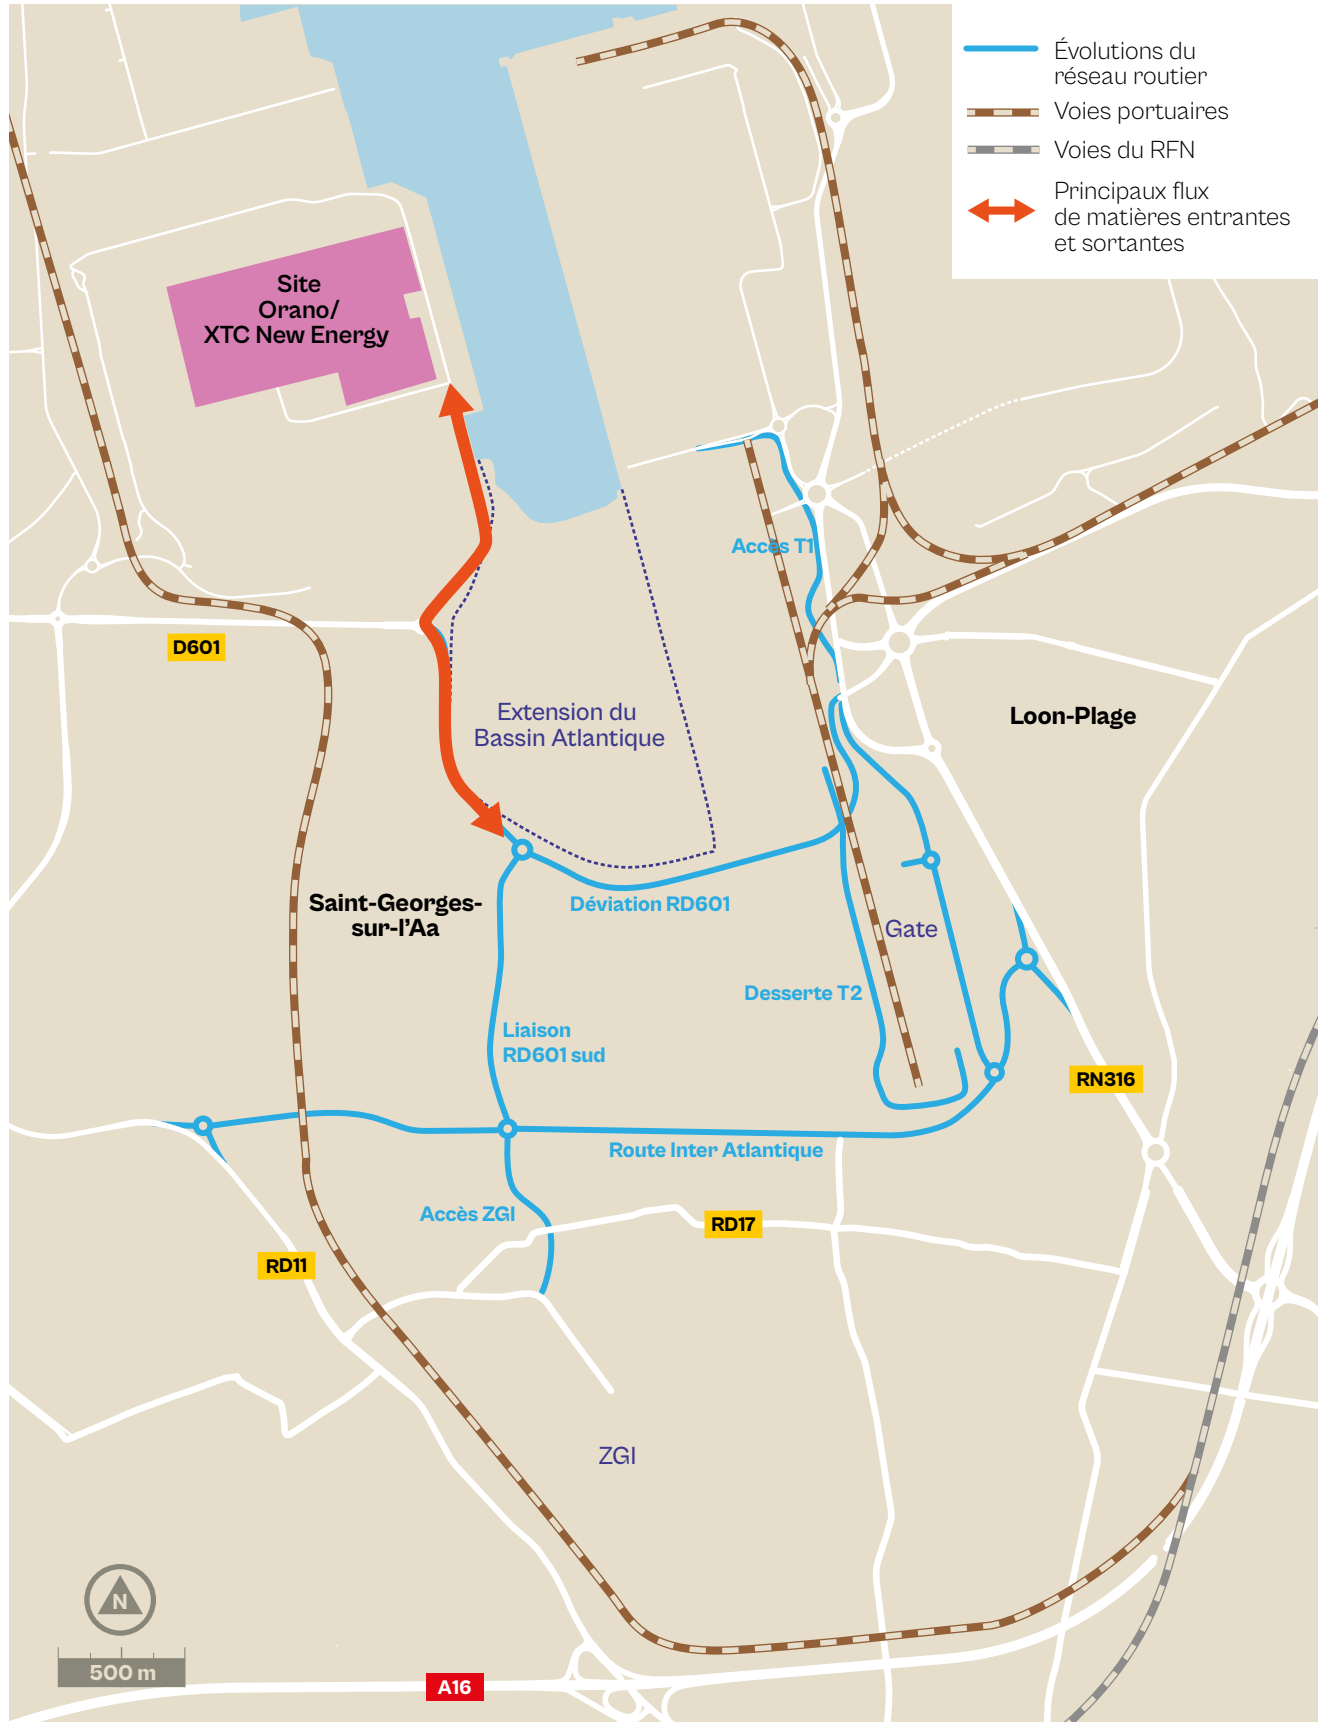 Évolutions du
réseau routier
Voies portuaires
Voies du RFN
Principaux flux
de matières entrantes
et sortantes
Site
Orano/
XTC New Energy
Accès T1
D601
Extension du
Bassin Atlantique
Loon-Plage
Saint-Georges-
sur-l'Aa
Déviation RD601
Gate
Desserte T2
Liaison
RD601 sud
RN316
Route Inter Atlantique
Accès ZGI
RD17
RD11
ZGI
N
500 m
A16